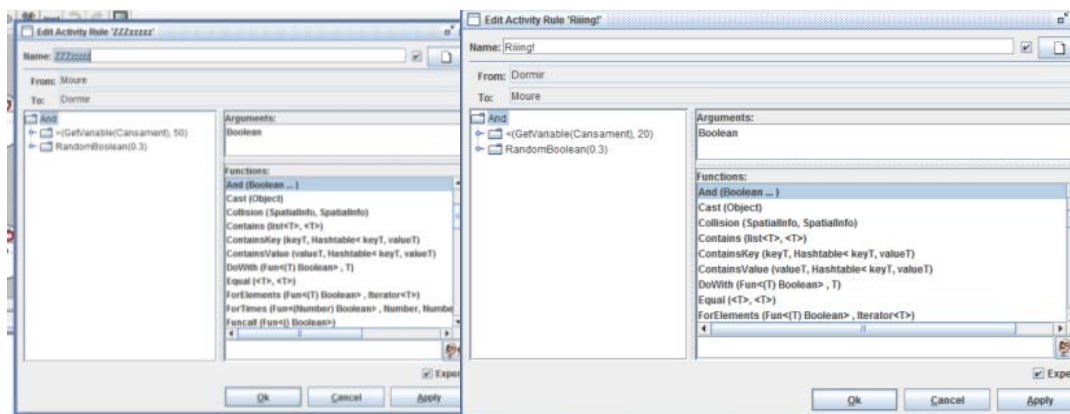 Edit Activity Rule 'ZZZzzzzz'
Name: ZZZzzzzz
From: Moure
To: Dormir
And
>(GetVariable(Cansament), 50)
RandomBoolean(0.3)
Arguments:
Boolean
Functions:
And (Boolean ... )
Cast (Object)
Collision (SpatialInfo, SpatialInfo)
Contains (list<T>, <T>)
ContainsKey (keyT, Hashtable< keyT, valueT)
ContainsValue (valueT, Hashtable< keyT, valueT)
DoWith (Fun<(T) Boolean> , T)
Equal (<T>, <T>)
ForElements (Fun<(T) Boolean> , Iterator<T>)
ForTimes (Fun<(Number) Boolean> , Number, Numbe
Funcall (Fun<() Boolean>)
Exper
Ok Cancel Apply
Edit Activity Rule 'Riiing!'
Name: Riiing!
From: Dormir
To: Moure
And
<(GetVariable(Cansament), 20)
RandomBoolean(0.3)
Arguments:
Boolean
Functions:
And (Boolean ... )
Cast (Object)
Collision (SpatialInfo, SpatialInfo)
Contains (list<T>, <T>)
ContainsKey (keyT, Hashtable< keyT, valueT)
ContainsValue (valueT, Hashtable< keyT, valueT)
DoWith (Fun<(T) Boolean> , T)
Equal (<T>, <T>)
ForElements (Fun<(T) Boolean> , Iterator<T>)
Expe
Ok Cancel Apply